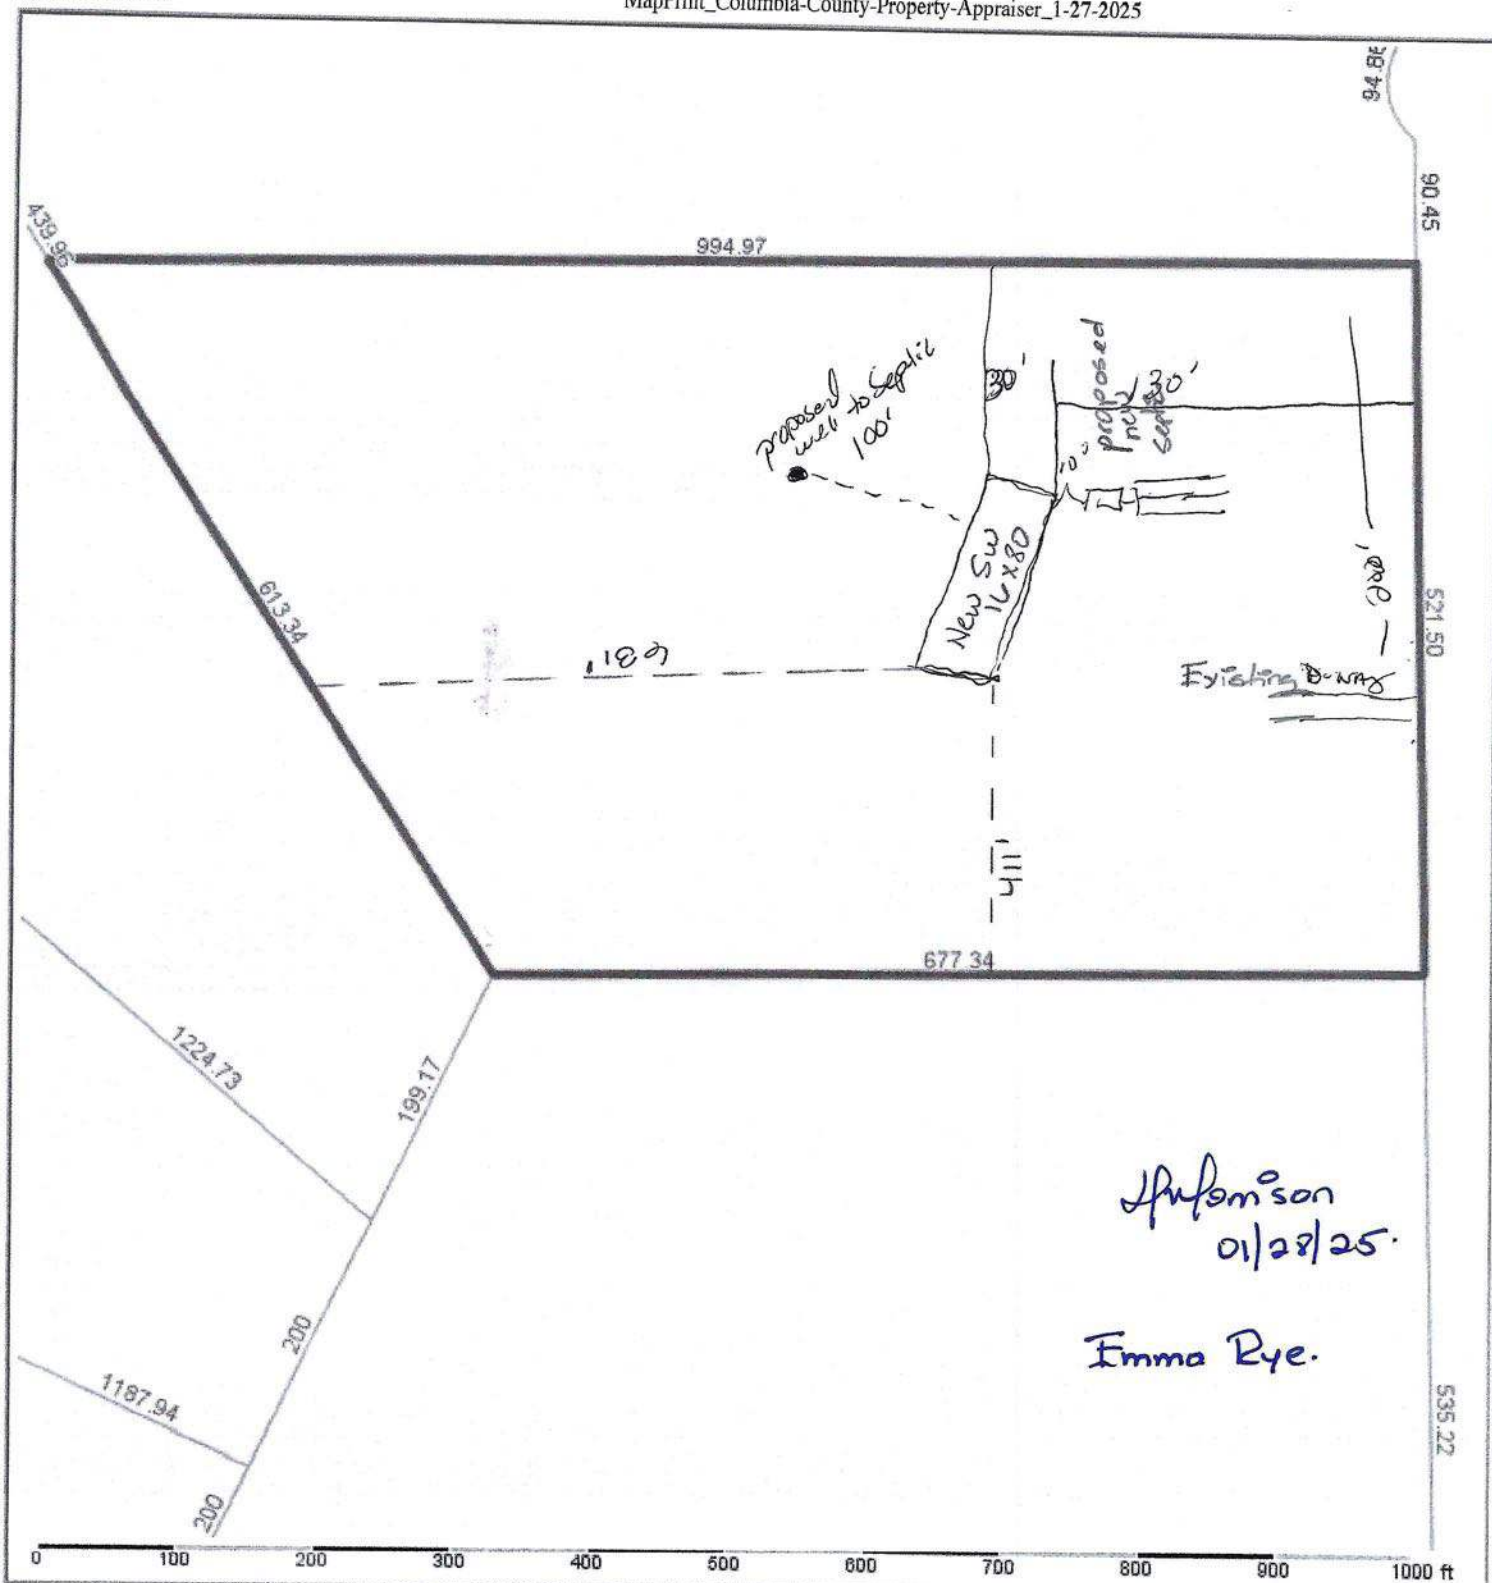 MapPrint_Columbia-County-Property-Appraiser_1-27-2025
94.86
90.45
439.96
994.97
proposed
well to Septic
100'
30'
proposed
new
septic
30'
10'
New SW
16x80
613.34
631'
521.50
Existing D-way
411'
677.34
1224.73
199.17
01/28/25.
200
Emma Rye.
1187.94
535.22
200
0 100 200 300 400 500 600 700 800 900 1000 ft